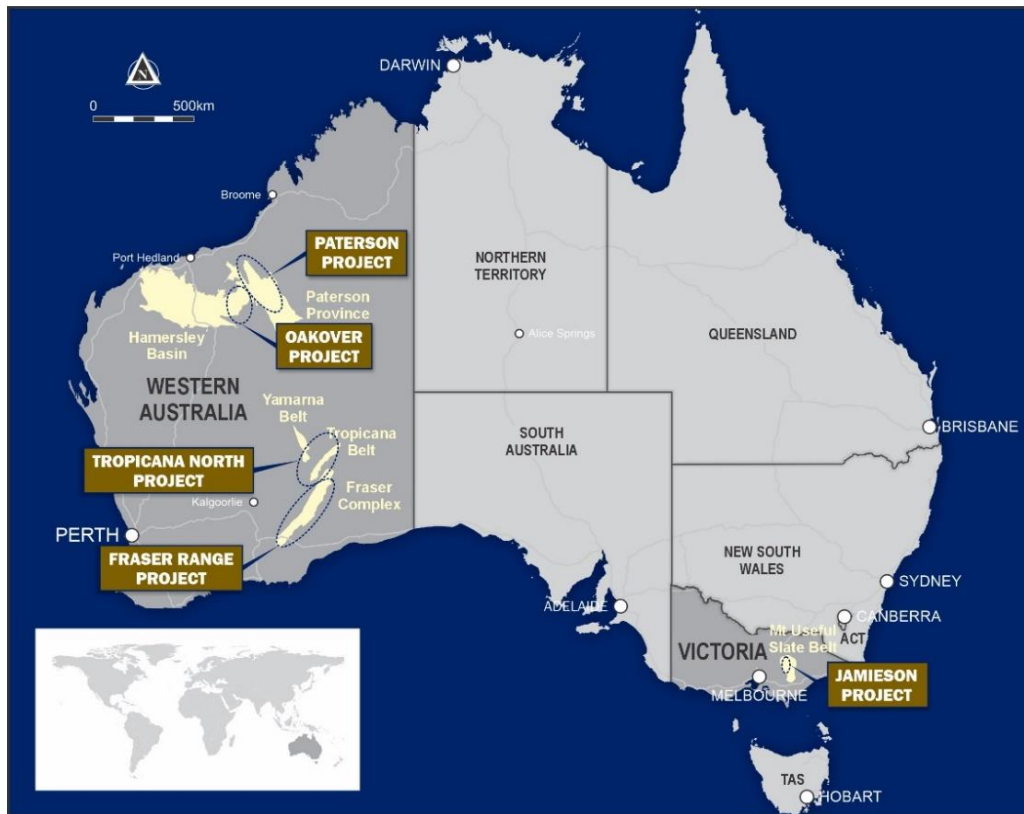 DARWIN
N
0 500km
Broome
PATERSON
PROJECT
Port Hedland
NORTHERN
TERRITORY
Paterson
Province
Alice Springs
QUEENSLAND
Hamersley
Basin
OAKOVER
PROJECT
WESTERN
AUSTRALIA
Yamarna
Belt
Tropicana
Belt
SOUTH
AUSTRALIA
BRISBANE
TROPICANA NORTH
PROJECT
Kalgoorlie
Fraser
Complex
PERTH
FRASER RANGE
PROJECT
NEW SOUTH
WALES
SYDNEY
ADELAIDE
CANBERRA
ACT
Mt Useful
Slate Belt
VICTORIA
JAMIESON
PROJECT
MELBOURNE
TAS
HOBART